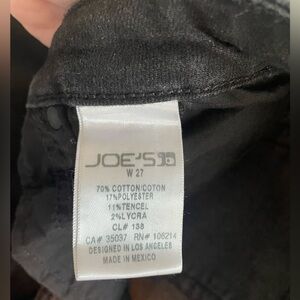 JOE'S
W 27
70% COTTON/COTON
17%POLYESTER
11%TENCEL
2%LYCRA
CL# 138
CA# 35037 RN# 106214
DESIGNED IN LOS ANGELES
MADE IN MEXICO